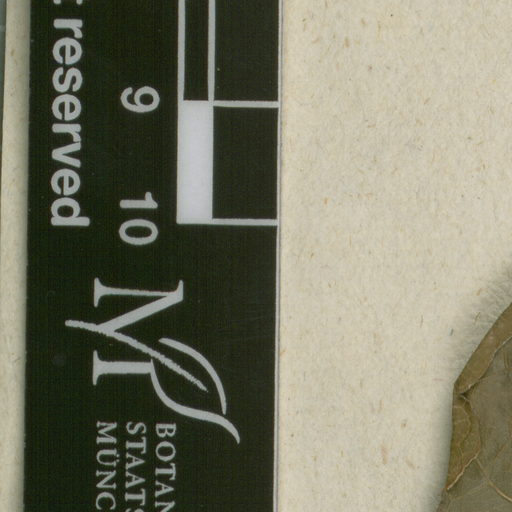 reserved
9 10
M
BOTAN
STAATS
MÜNC